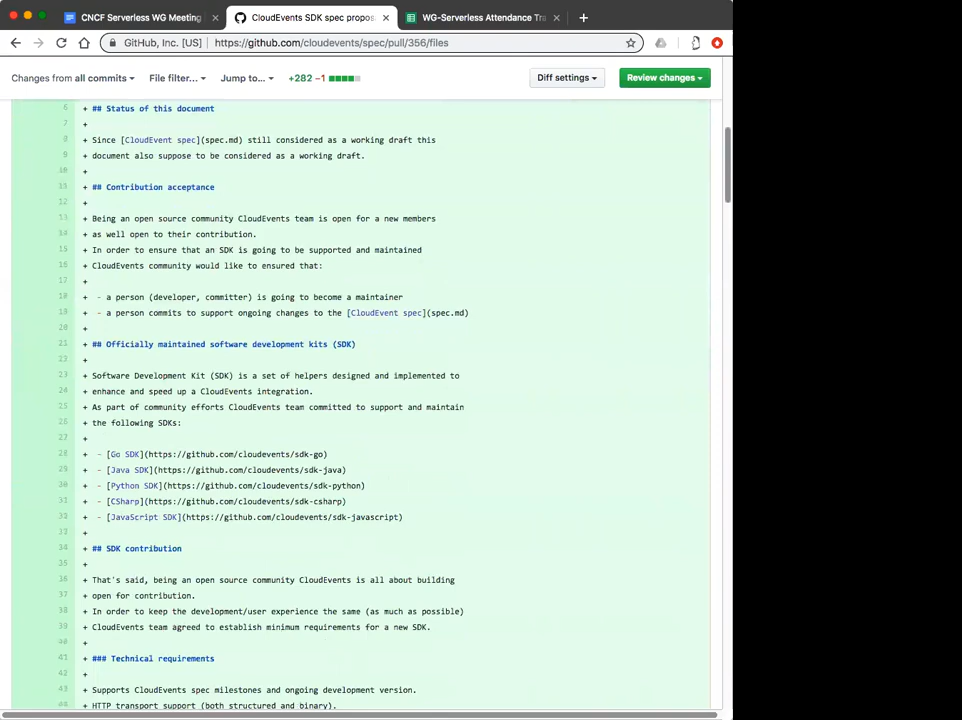 CNCF Serverless WG Meeting
CloudEvents SDK spec propos
WG-Serverless Attendance Tra
GitHub, Inc. [US] https://github.com/cloudevents/spec/pull/356/files
Changes from all commits File filter... Jump to... +282 −1 Diff settings Review changes
6 + ## Status of this document
7 +
8 + Since [CloudEvent spec](spec.md) still considered as a working draft this
9 + document also suppose to be considered as a working draft.
10 +
11 + ## Contribution acceptance
12 +
13 + Being an open source community CloudEvents team is open for a new members
14 + as well open to their contribution.
15 + In order to ensure that an SDK is going to be supported and maintained
16 + CloudEvents community would like to ensured that:
17 +
18 + - a person (developer, committer) is going to become a maintainer
19 + - a person commits to support ongoing changes to the [CloudEvent spec](spec.md)
20 +
21 + ## Officially maintained software development kits (SDK)
22 +
23 + Software Development Kit (SDK) is a set of helpers designed and implemented to
24 + enhance and speed up a CloudEvents integration.
25 + As part of community efforts CloudEvents team committed to support and maintain
26 + the following SDKs:
27 +
28 + - [Go SDK](https://github.com/cloudevents/sdk-go)
29 + - [Java SDK](https://github.com/cloudevents/sdk-java)
30 + - [Python SDK](https://github.com/cloudevents/sdk-python)
31 + - [CSharp](https://github.com/cloudevents/sdk-csharp)
32 + - [JavaScript SDK](https://github.com/cloudevents/sdk-javascript)
33 +
34 + ## SDK contribution
35 +
36 + That's said, being an open source community CloudEvents is all about building
37 + open for contribution.
38 + In order to keep the development/user experience the same (as much as possible)
39 + CloudEvents team agreed to establish minimum requirements for a new SDK.
40 +
41 + ### Technical requirements
42 +
43 + Supports CloudEvents spec milestones and ongoing development version.
44 + HTTP transport support (both structured and binary).